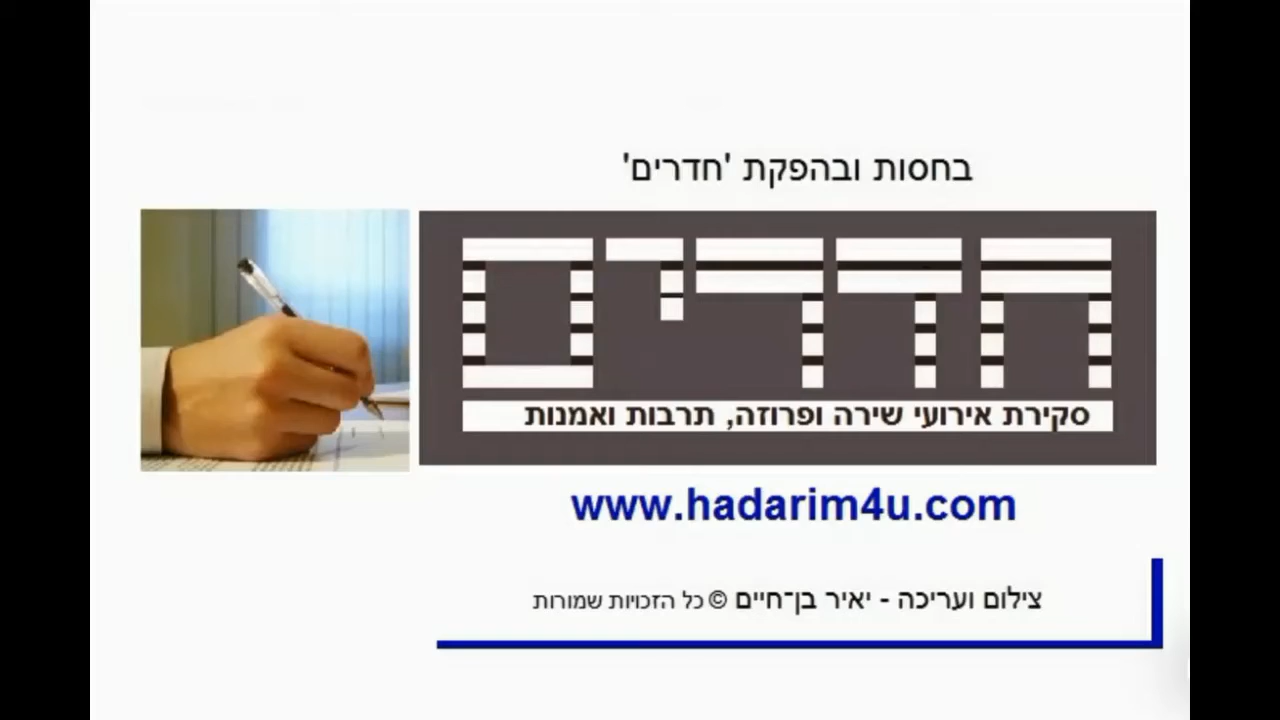 בחסות ובהפקת 'חדרים'
חדרים
סקירת אירועי שירה ופרוזה, תרבות ואמנות
www.hadarim4u.com
צילום ועריכה - יאיר בן־חיים © כל הזכויות שמורות